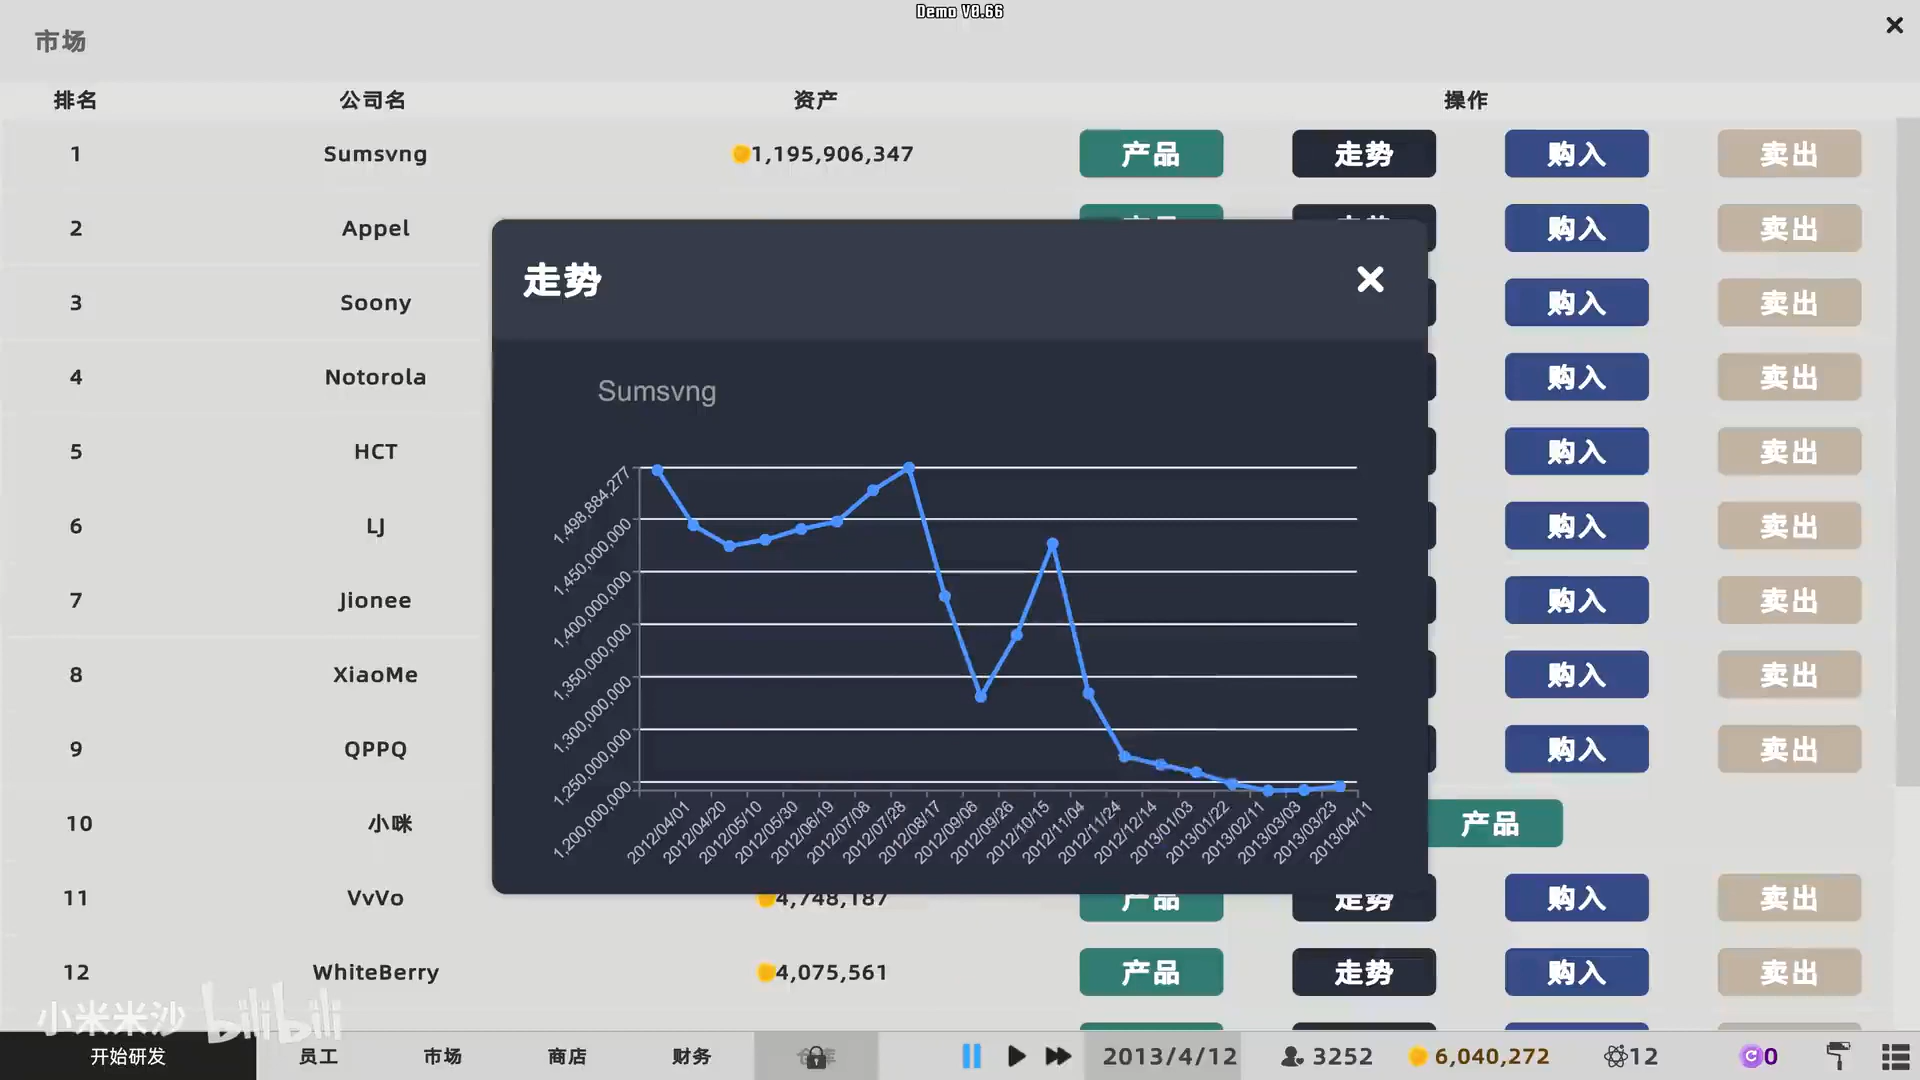 Demo V0.66
市场
排名 公司名 资产 操作
1 Sumsvng 1,195,906,347 产品 走势 购入 卖出
2 Appel 购入 卖出
3 Soony 购入 卖出
4 Notorola 购入 卖出
5 HCT 购入 卖出
6 LJ 购入 卖出
7 Jionee 购入 卖出
8 XiaoMe 购入 卖出
9 QPPQ 购入 卖出
10 小咪 产品
11 VvVo 4,748,187 产品 走势 购入 卖出
12 WhiteBerry 4,075,561 产品 走势 购入 卖出
走势
Sumsvng
1,498,884,277
1,450,000,000
1,400,000,000
1,350,000,000
1,300,000,000
1,250,000,000
1,200,000,000
2012/04/01 2012/04/20 2012/05/10 2012/05/30 2012/06/19 2012/07/08 2012/07/28 2012/08/17 2012/09/06 2012/09/26 2012/10/15 2012/11/04 2012/11/24 2012/12/14 2013/01/03 2013/01/22 2013/02/11 2013/03/03 2013/03/23 2013/04/11
小米米沙 bilibili
开始研发 员工 市场 财务 2013/4/12 3252 6,040,272 12 0